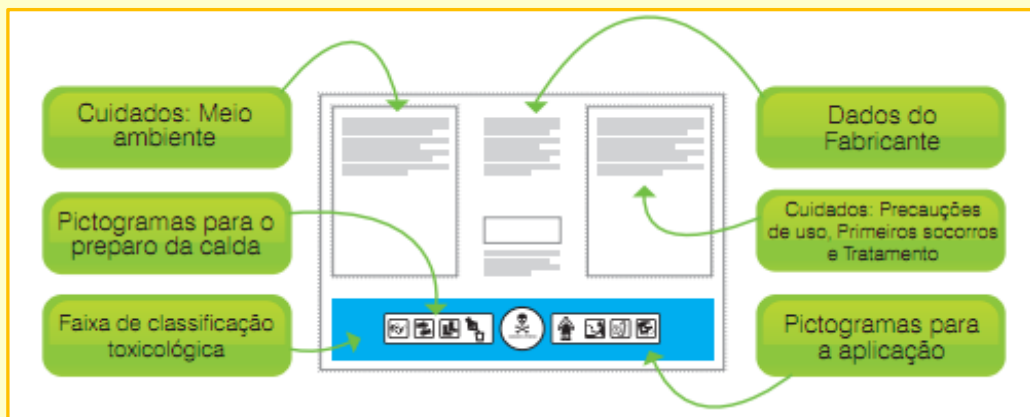 Cuidados: Meio
ambiente
Dados do
Fabricante
Pictogramas para o
preparo da calda
Cuidados: Precauções
de uso, Primeiros socorros
e Tratamento
Faixa de classificação
toxicológica
Pictogramas para
a aplicação